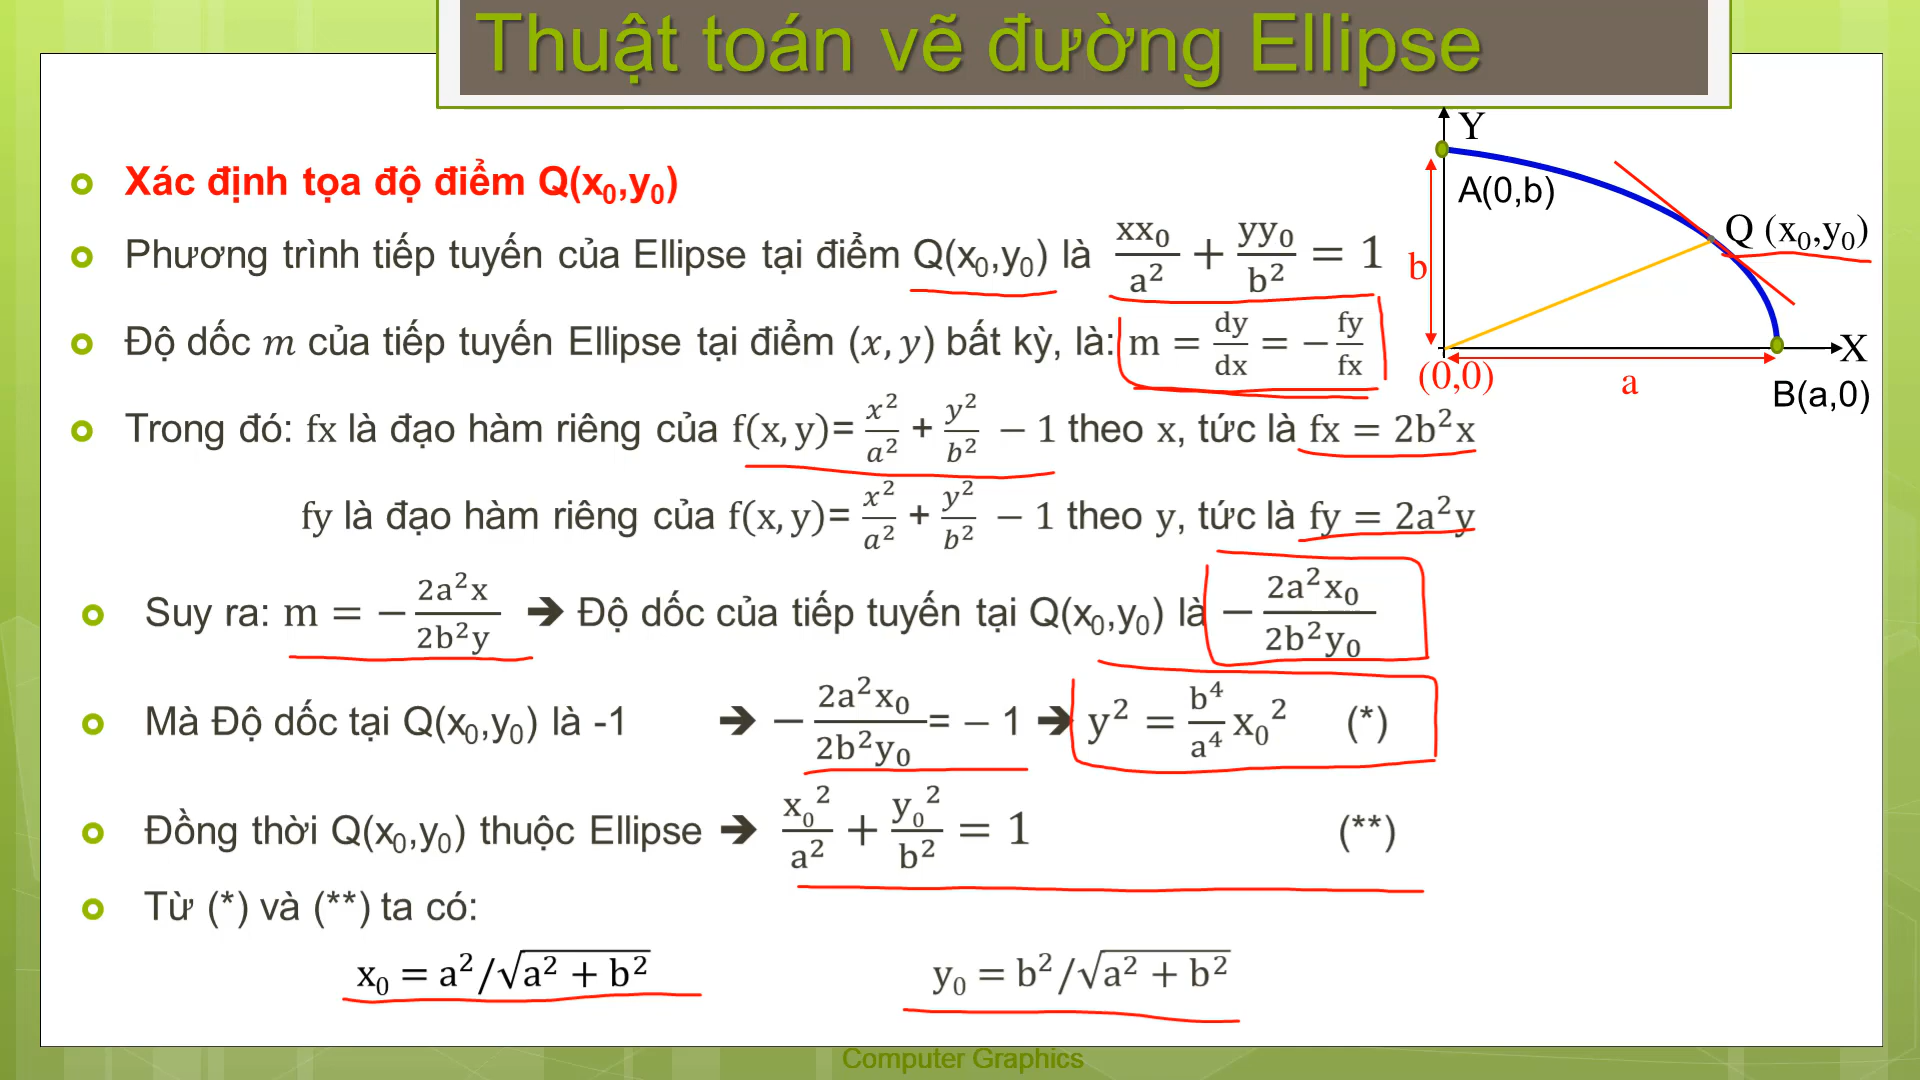 Thuật toán vẽ đường Ellipse
Xác định tọa độ điểm Q(x₀,y₀)
Phương trình tiếp tuyến của Ellipse tại điểm Q(x₀,y₀) là xx₀/a² + yy₀/b² = 1
Độ dốc m của tiếp tuyến Ellipse tại điểm (x, y) bất kỳ, là: m = dy/dx = − fy/fx
Trong đó: fx là đạo hàm riêng của f(x, y)= x²/a² + y²/b² − 1 theo x, tức là fx = 2b²x
fy là đạo hàm riêng của f(x, y)= x²/a² + y²/b² − 1 theo y, tức là fy = 2a²y
Suy ra: m = − 2a²x/2b²y ➔ Độ dốc của tiếp tuyến tại Q(x₀,y₀) là − 2a²x₀/2b²y₀
Mà Độ dốc tại Q(x₀,y₀) là -1 ➔ − 2a²x₀/2b²y₀ = − 1 ➔ y² = b⁴/a⁴ x₀² (*)
Đồng thời Q(x₀,y₀) thuộc Ellipse ➔ x₀²/a² + y₀²/b² = 1 (**)
Từ (*) và (**) ta có:
x₀ = a²/√(a² + b²) y₀ = b²/√(a² + b²)
Y
A(0,b)
Q (x₀,y₀)
b
X
(0,0)
a
B(a,0)
Computer Graphics